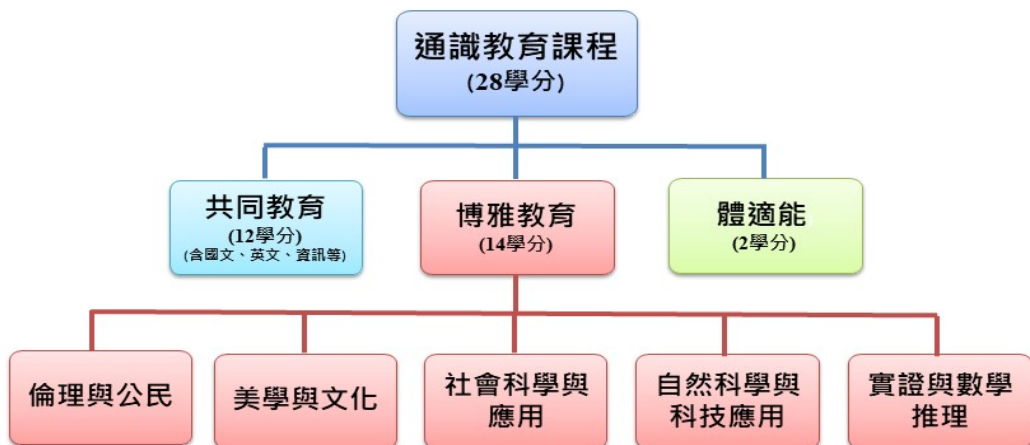 通識教育課程
(28學分)
共同教育
(12學分)
(含國文、英文、資訊等)
博雅教育
(14學分)
體適能
(2學分)
倫理與公民
美學與文化
社會科學與
應用
自然科學與
科技應用
實證與數學
推理